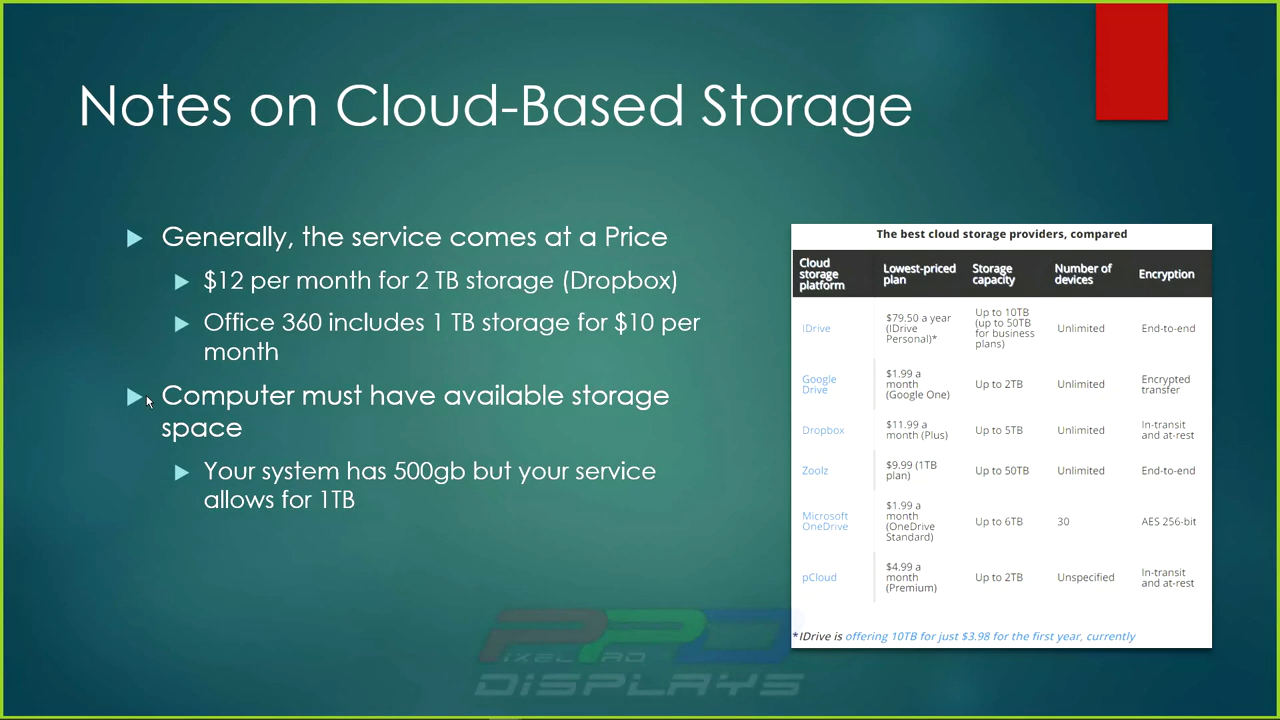 Notes on Cloud-Based Storage
Generally, the service comes at a Price
$12 per month for 2 TB storage (Dropbox)
Office 360 includes 1 TB storage for $10 per
month
Computer must have available storage
space
Your system has 500gb but your service
allows for 1TB
The best cloud storage providers, compared
Cloud storage platform Lowest-priced plan Storage capacity Number of devices Encryption
IDrive $79.50 a year (IDrive Personal)* Up to 10TB (up to 50TB for business plans) Unlimited End-to-end
Google Drive $1.99 a month (Google One) Up to 2TB Unlimited Encrypted transfer
Dropbox $11.99 a month (Plus) Up to 5TB Unlimited In-transit and at-rest
Zoolz $9.99 (1TB plan) Up to 50TB Unlimited End-to-end
Microsoft OneDrive $1.99 a month (OneDrive Standard) Up to 6TB 30 AES 256-bit
pCloud $4.99 a month (Premium) Up to 2TB Unspecified In-transit and at-rest
*IDrive is offering 10TB for just $3.98 for the first year, currently
PPD
PIXEL PRO
DISPLAYS